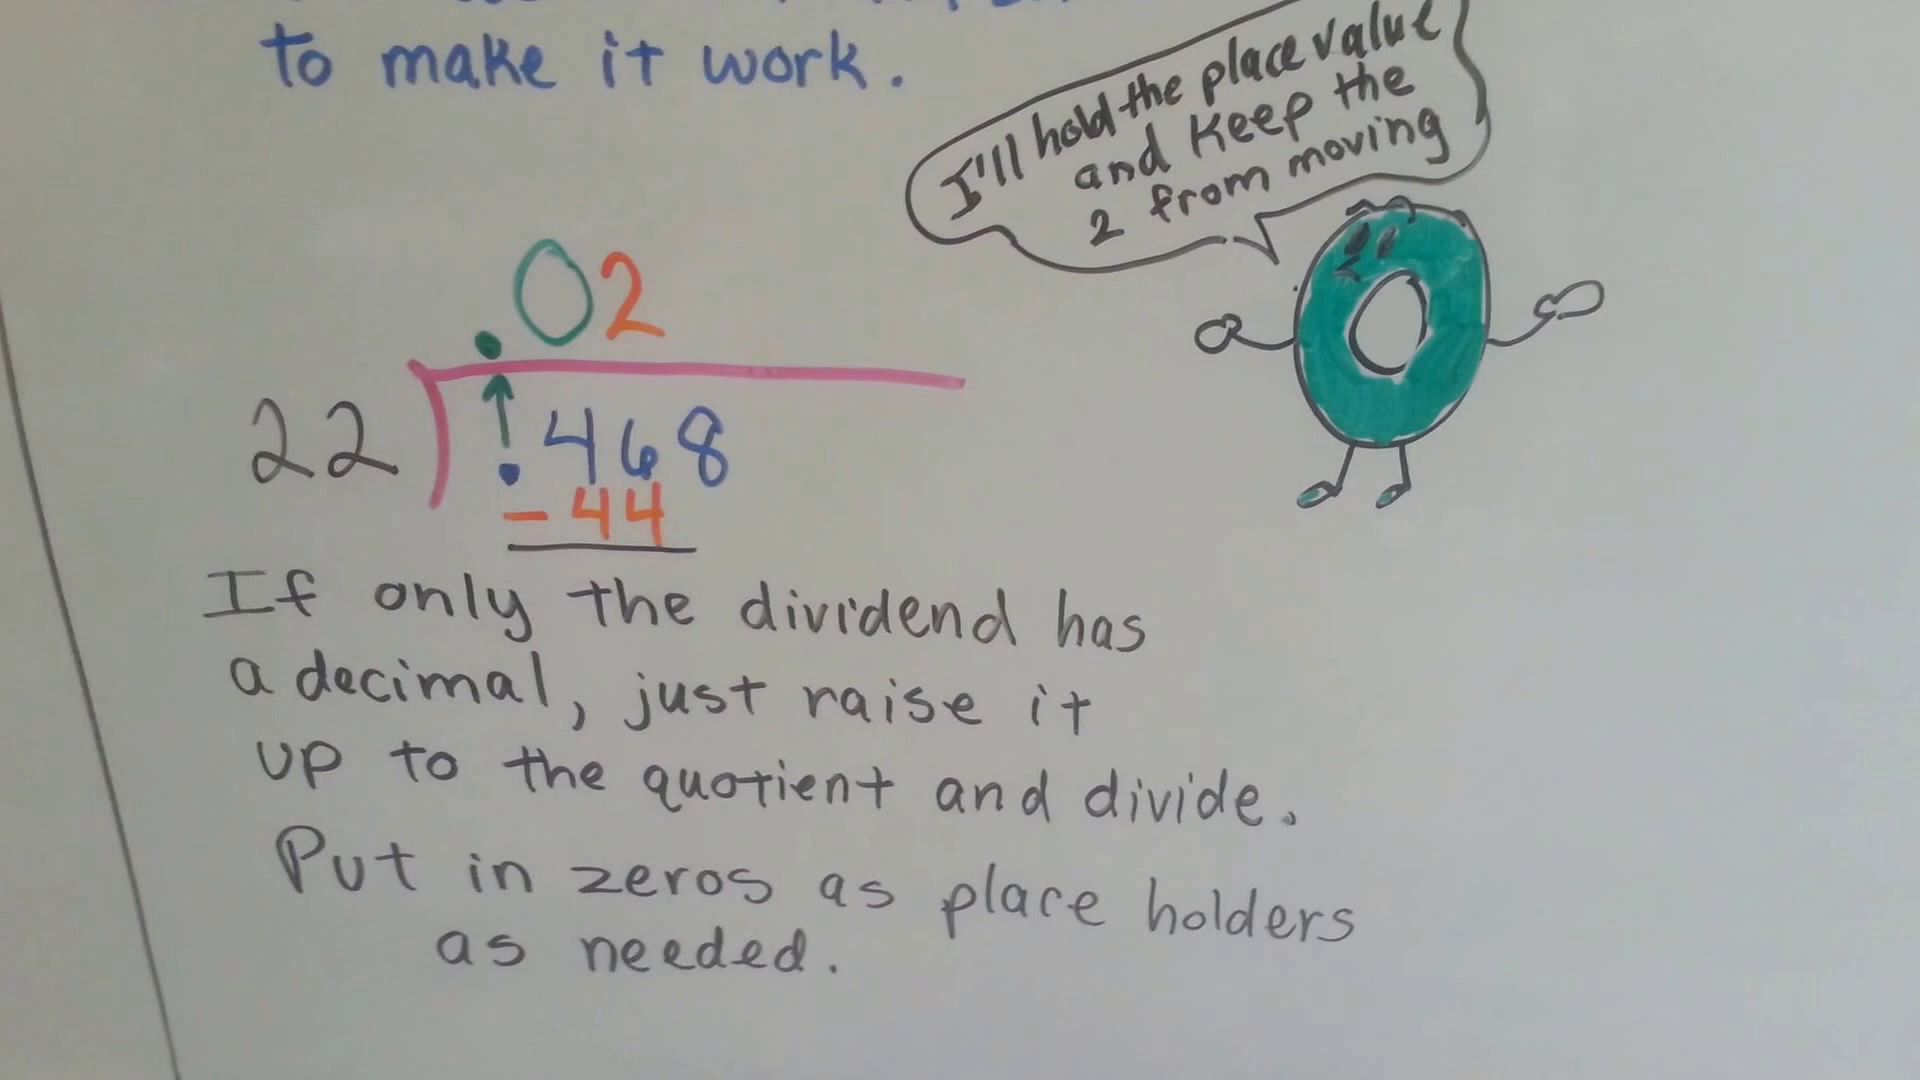 to make it work.
I'll hold the place value
and keep the
2 from moving
.02
22 .468
- 44
If only the dividend has
a decimal, just raise it
up to the quotient and divide.
Put in zeros as place holders
as needed.